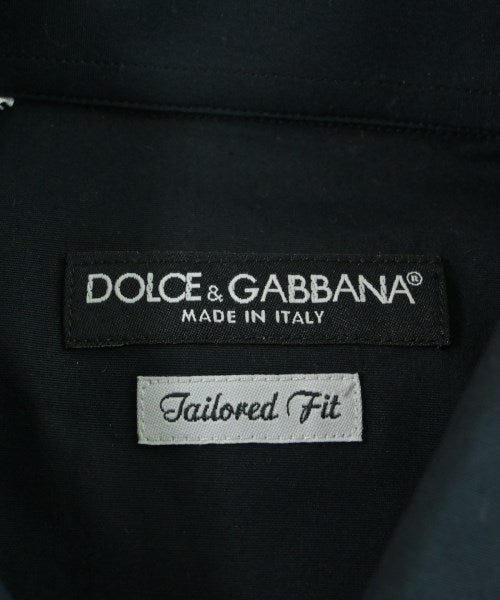 DOLCE & GABBANA®
MADE IN ITALY
Tailored Fit